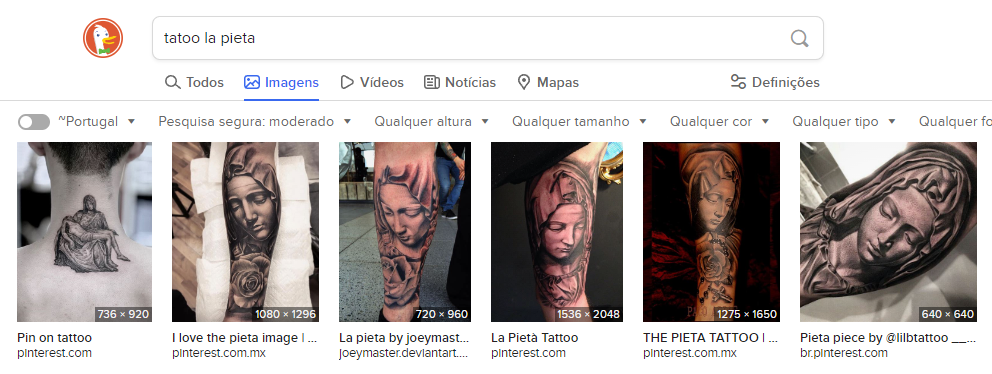 tatoo la pieta
Todos Imagens Vídeos Notícias Mapas Definições
~Portugal Pesquisa segura: moderado Qualquer altura Qualquer tamanho Qualquer cor Qualquer tipo Qualquer fo
736 × 920 1080 × 1296 720 × 960 1536 × 2048 1275 × 1650 640 × 640
Pin on tattoo I love the pieta image | ... La pieta by joeymast... La Pietà Tattoo THE PIETA TATTOO | ... Pieta piece by @lilbtattoo __...
pinterest.com pinterest.com.mx joeymaster.deviantart.... pinterest.com pinterest.com.mx br.pinterest.com